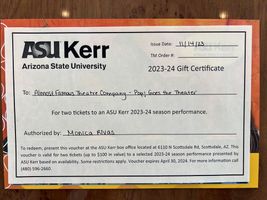 ASU Kerr
Arizona State University
Issue Date: 11/14/23
TM Order #:
2023-24 Gift Certificate
To: Almost Famous Theatre Company - Pops Goes the Theater
For two tickets to an ASU Kerr 2023-24 season performance.
Authorized by: Monica Rivas
To redeem, present this voucher at the ASU Kerr box office located at 6110 N Scottsdale Rd, Scottsdale, AZ. This
voucher is valid for two tickets (up to $100 in value) to a selected 2023-24 season performance presented by
ASU Kerr based on availability. Some restrictions apply. Voucher expires April 30, 2024. For more information call
(480) 596-2660.